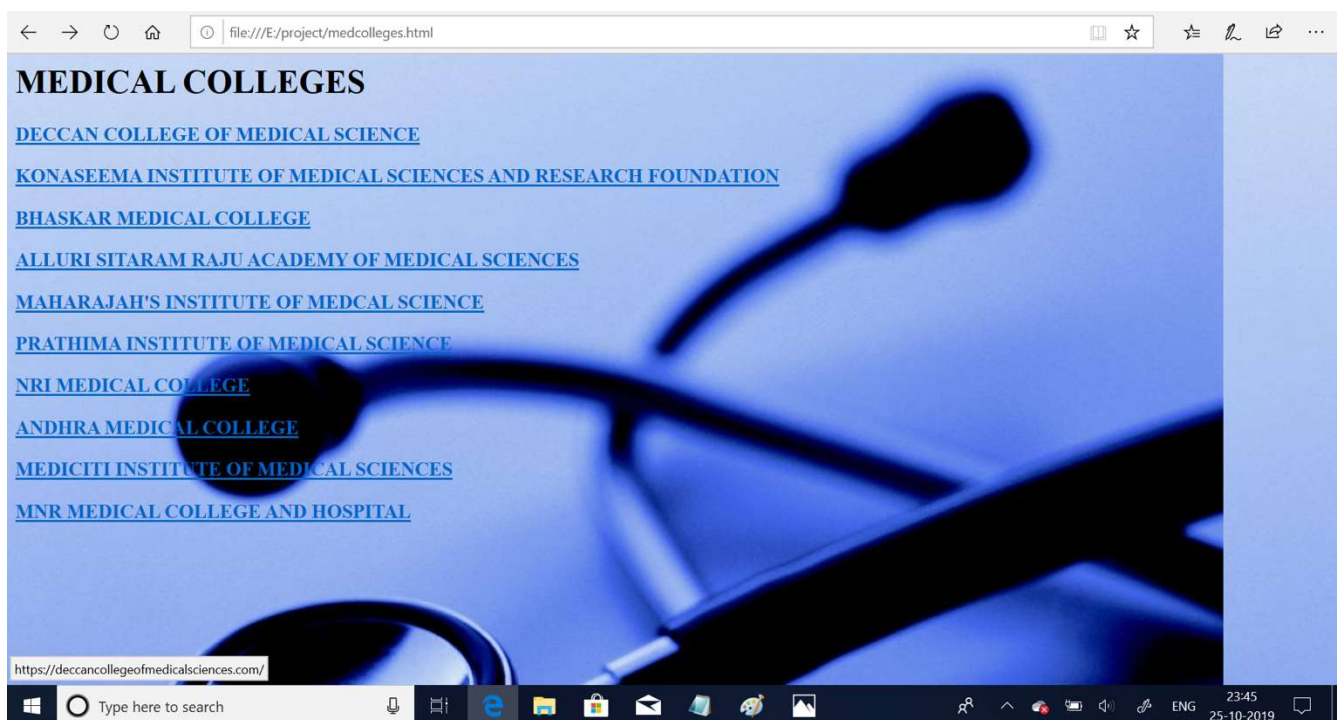 file:///E:/project/medcolleges.html
MEDICAL COLLEGES
DECCAN COLLEGE OF MEDICAL SCIENCE
KONASEEMA INSTITUTE OF MEDICAL SCIENCES AND RESEARCH FOUNDATION
BHASKAR MEDICAL COLLEGE
ALLURI SITARAM RAJU ACADEMY OF MEDICAL SCIENCES
MAHARAJAH'S INSTITUTE OF MEDCAL SCIENCE
PRATHIMA INSTITUTE OF MEDICAL SCIENCE
NRI MEDICAL COLLEGE
ANDHRA MEDICAL COLLEGE
MEDICITI INSTITUTE OF MEDICAL SCIENCES
MNR MEDICAL COLLEGE AND HOSPITAL
https://deccancollegeofmedicalsciences.com/
Type here to search
ENG
23:45
25-10-2019